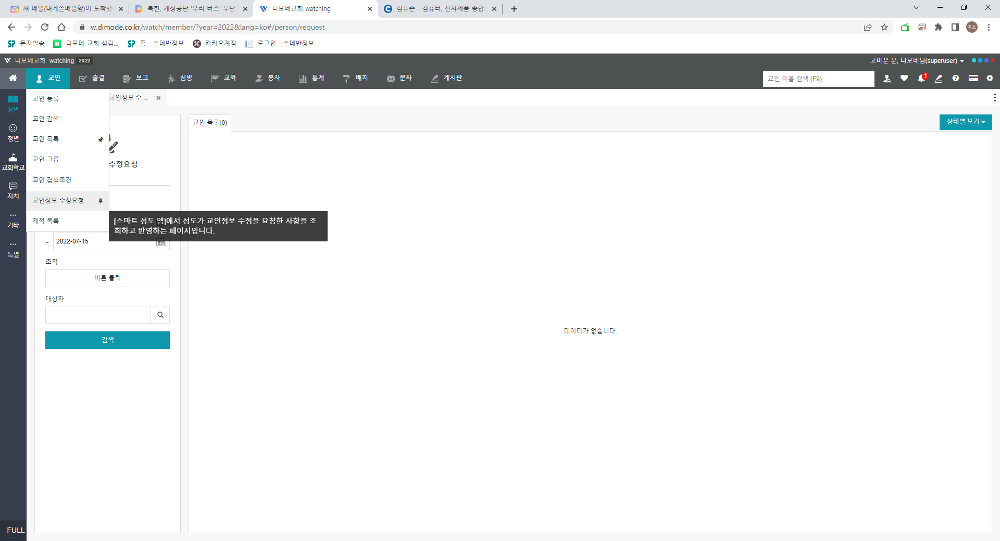 새 메일(내게쓴메일함)이 도착했
북한, 개성공단 '우리 버스' 무단
디모데교회 watching
컴퓨존 - 컴퓨터, 전자제품 종합
w.dimode.co.kr/watch/member/?year=2022&lang=ko#/person/request
미소
문자발송
디모데 교회 섬김...
홈 - 스데반정보
카카오계정
로그인 - 스데반정보
디모데교회 watching 2022
고마운 분, 디모데님(superuser)
교인
출결
보고
심방
교육
봉사
통계
배치
문자
게시판
교인 이름 검색 (F9)
1
장년
청년
교회학교
자치
기타
특별
FULL
교인 등록
교인 검색
교인 목록
교인 그룹
교인 검색조건
교인정보 수정요청
제적 목록
교인정보 수...
수정요청
[스마트 성도 앱]에서 성도가 교인정보 수정을 요청한 사항을 조
회하고 반영하는 페이지입니다.
~ 2022-07-15
조직
버튼 클릭
대상자
검색
교인 목록(0)
상태별 보기
데이터가 없습니다.